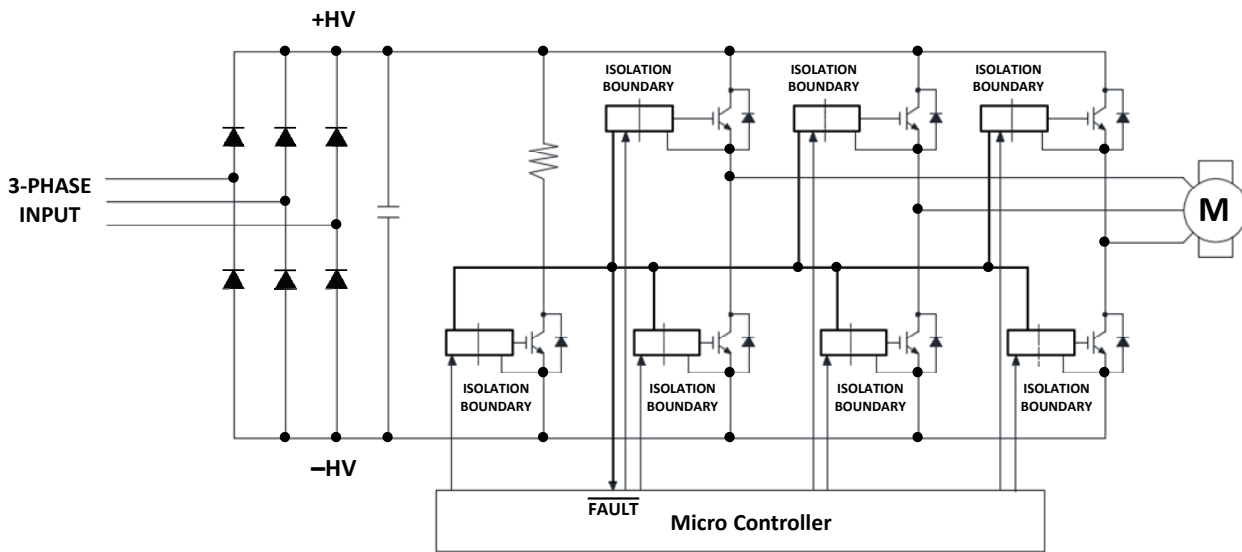 +HV
ISOLATION
BOUNDARY
ISOLATION
BOUNDARY
ISOLATION
BOUNDARY
3-PHASE
INPUT
M
ISOLATION
BOUNDARY
ISOLATION
BOUNDARY
ISOLATION
BOUNDARY
ISOLATION
BOUNDARY
–HV
FAULT
Micro Controller